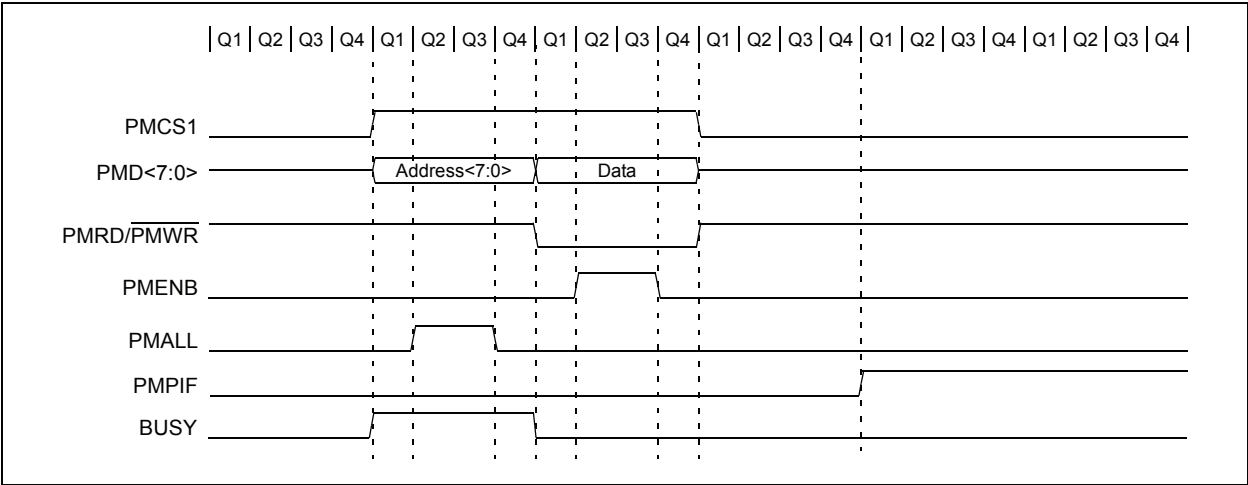 Q1 Q2 Q3 Q4 Q1 Q2 Q3 Q4 Q1 Q2 Q3 Q4 Q1 Q2 Q3 Q4 Q1 Q2 Q3 Q4 Q1 Q2 Q3 Q4
PMCS1
PMD<7:0> Address<7:0> Data
PMRD/PMWR
PMENB
PMALL
PMPIF
BUSY